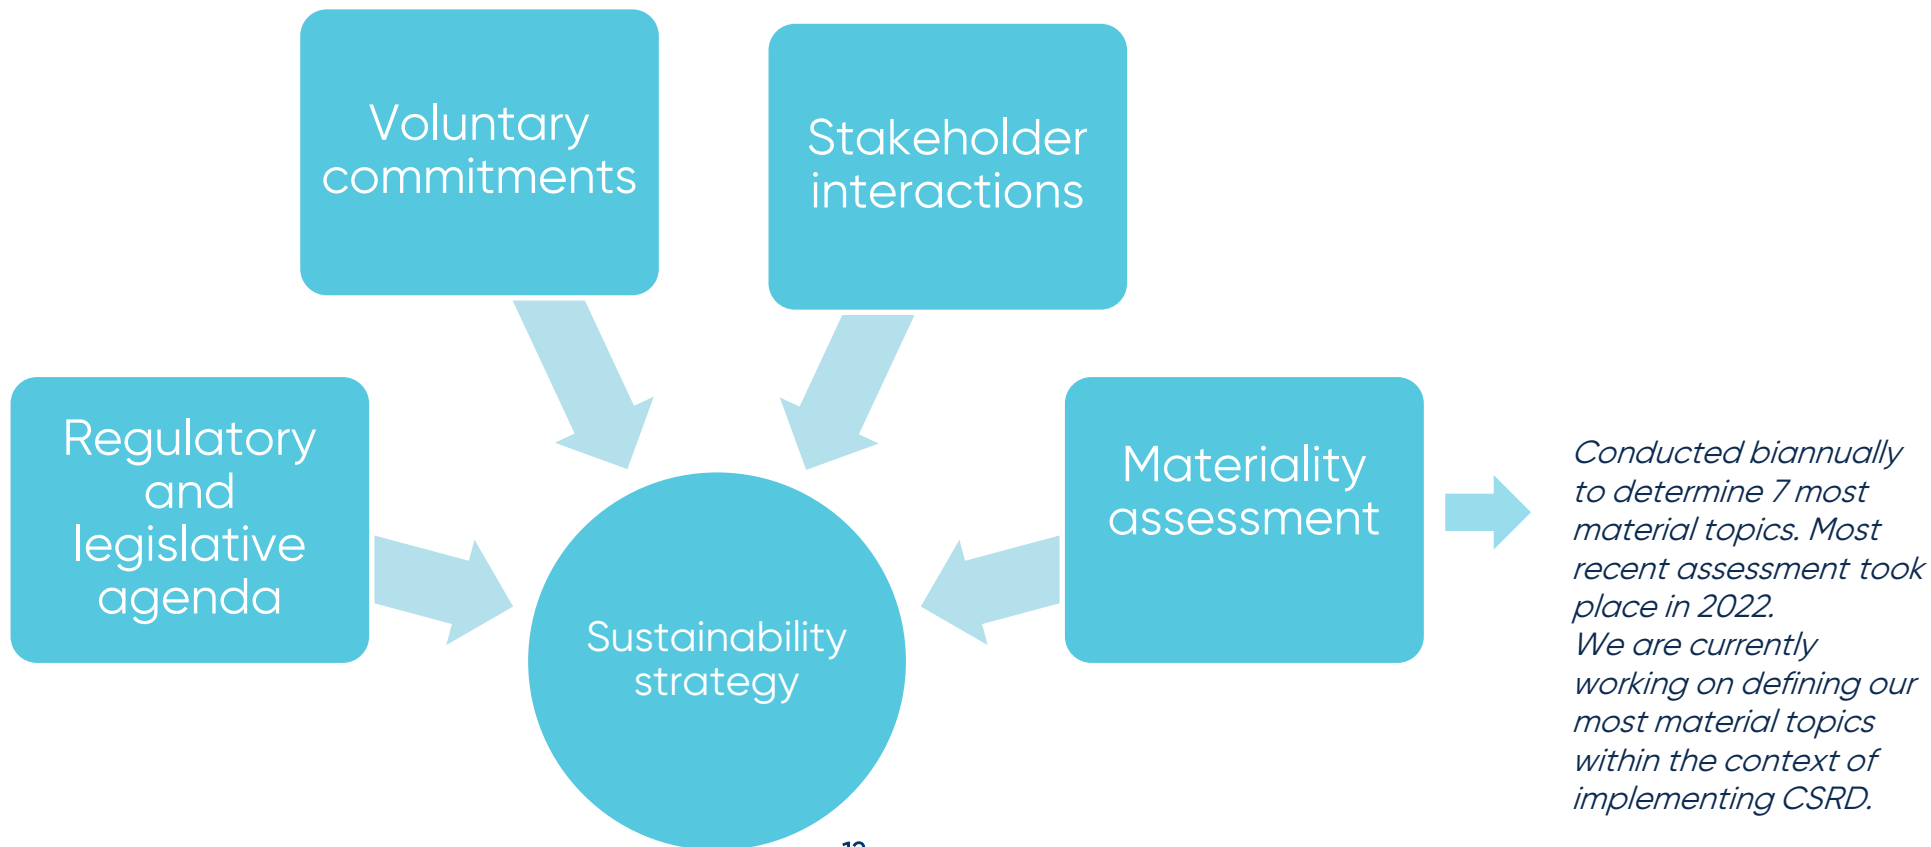 Voluntary
commitments
Stakeholder
interactions
Regulatory
and
legislative
agenda
Materiality
assessment
Sustainability
strategy
Conducted biannually
to determine 7 most
material topics. Most
recent assessment took
place in 2022.
We are currently
working on defining our
most material topics
within the context of
implementing CSRD.